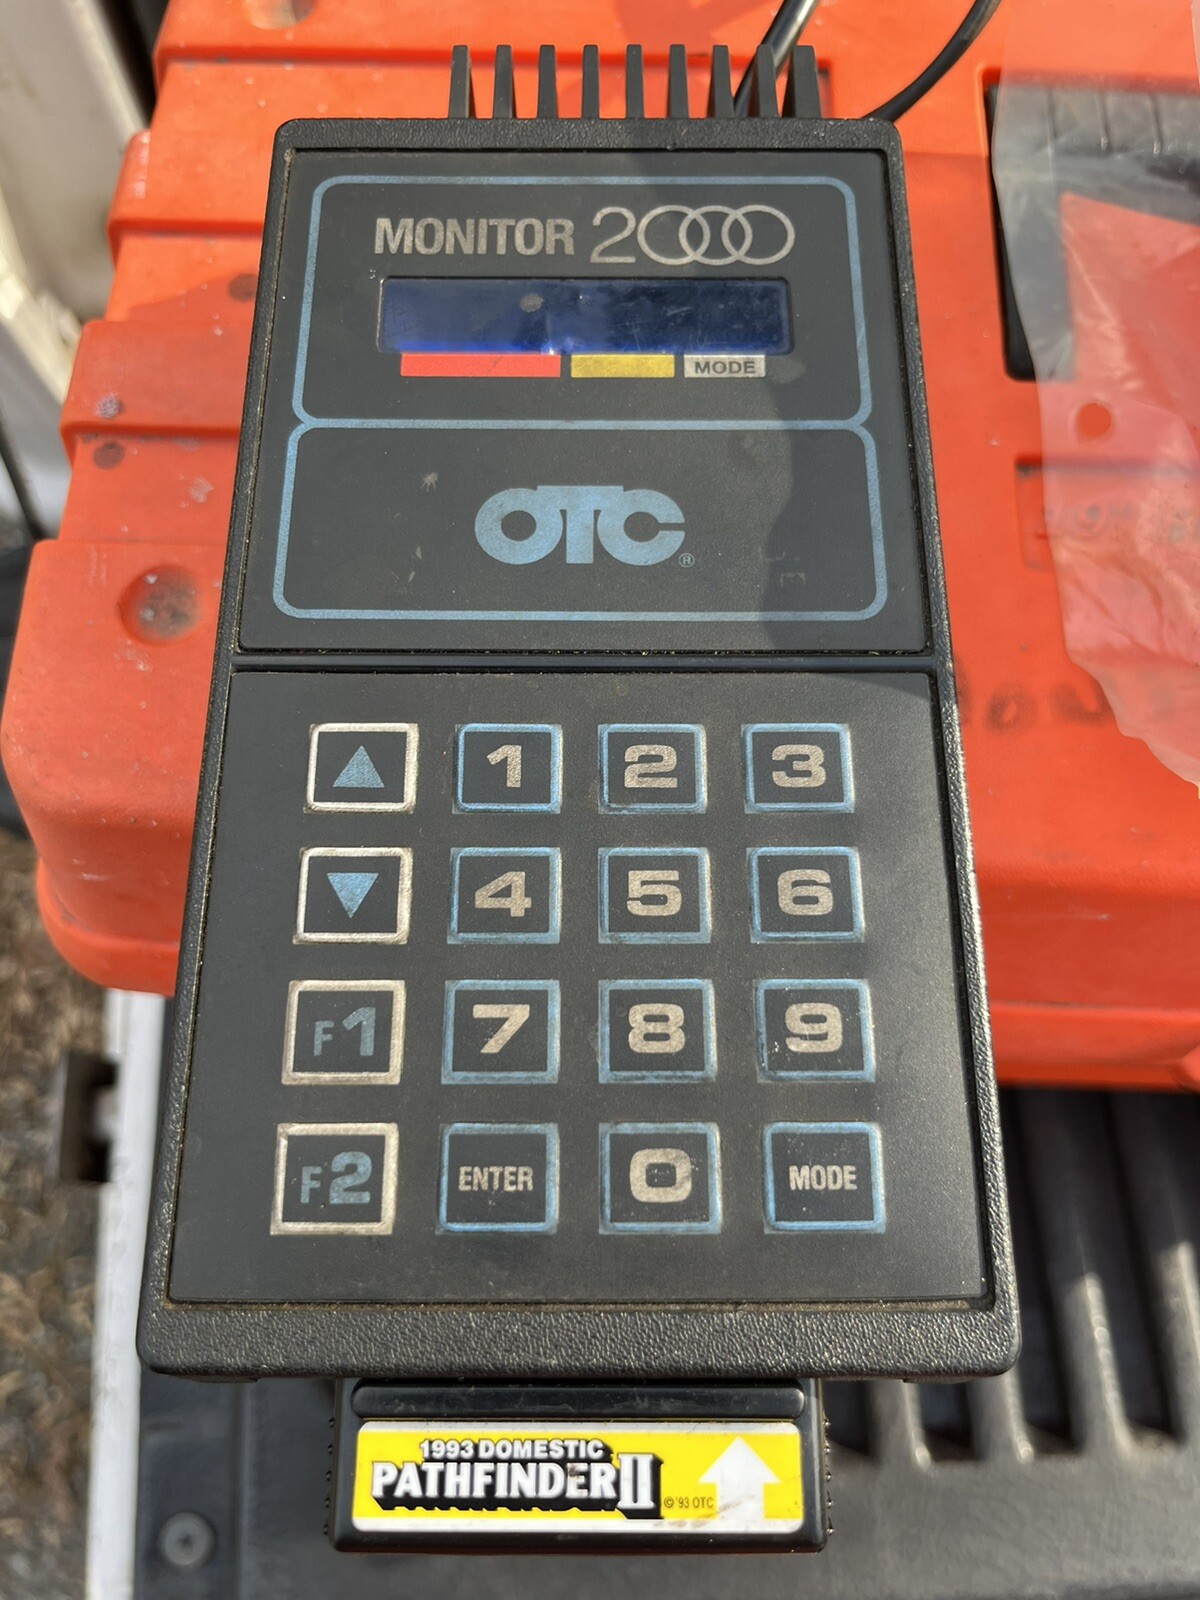 MONITOR 2000
MODE
OTC®
1 2 3
4 5 6
F1 7 8 9
F2 ENTER 0 MODE
1993 DOMESTIC
PATHFINDER II
©'93 OTC